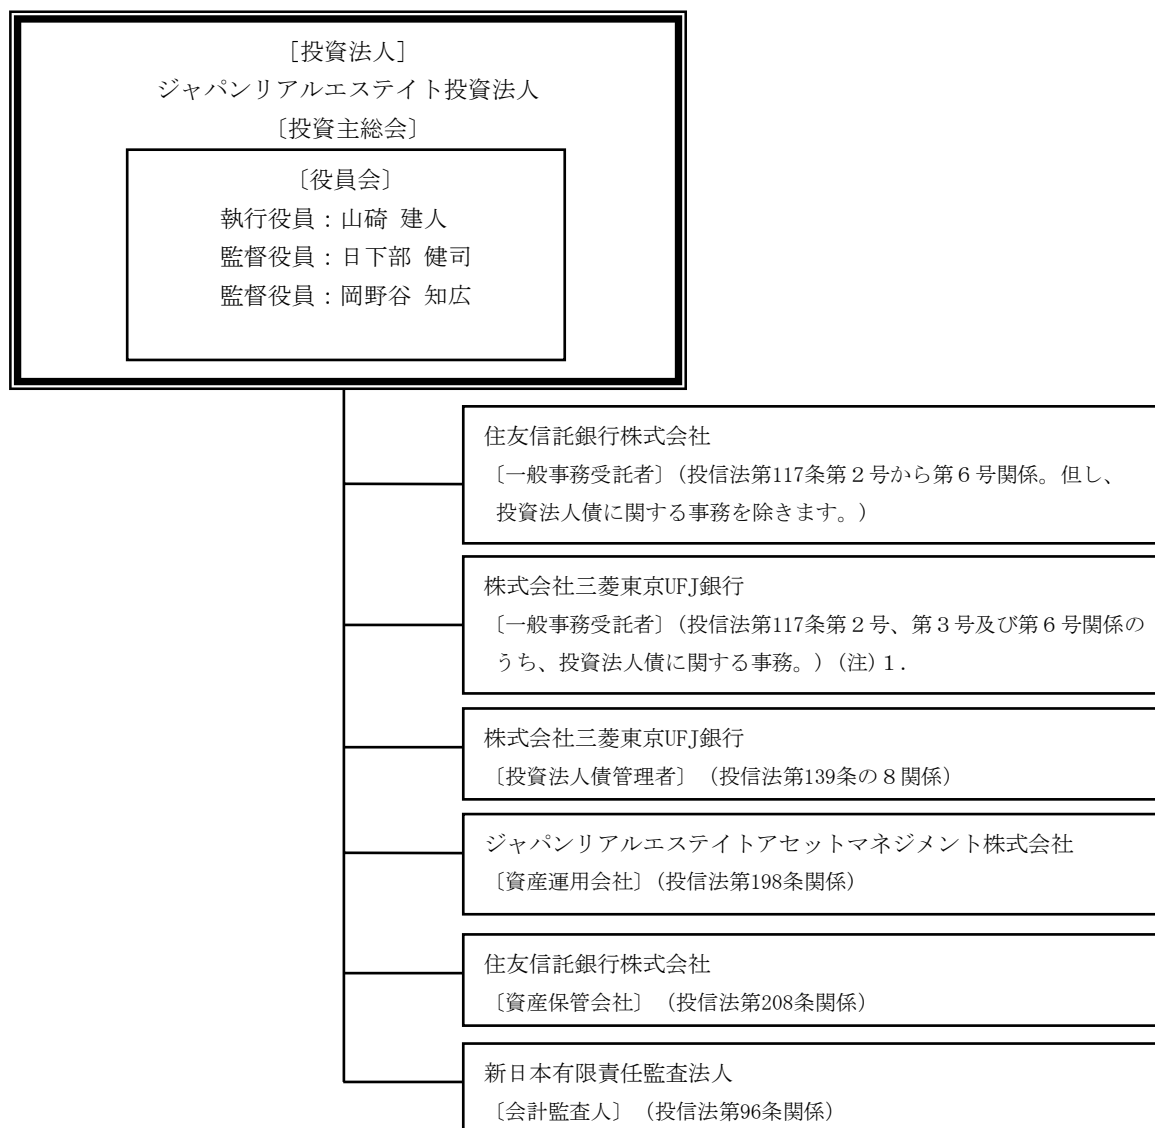 ［投資法人］
ジャパンリアルエステイト投資法人
〔投資主総会〕
〔役員会〕
執行役員：山碕 建人
監督役員：日下部 健司
監督役員：岡野谷 知広
住友信託銀行株式会社
〔一般事務受託者〕（投信法第117条第２号から第６号関係。但し、
投資法人債に関する事務を除きます。）
株式会社三菱東京UFJ銀行
〔一般事務受託者〕（投信法第117条第２号、第３号及び第６号関係の
うち、投資法人債に関する事務。）（注）１.
株式会社三菱東京UFJ銀行
〔投資法人債管理者〕（投信法第139条の８関係）
ジャパンリアルエステイトアセットマネジメント株式会社
〔資産運用会社〕（投信法第198条関係）
住友信託銀行株式会社
〔資産保管会社〕（投信法第208条関係）
新日本有限責任監査法人
〔会計監査人〕（投信法第96条関係）